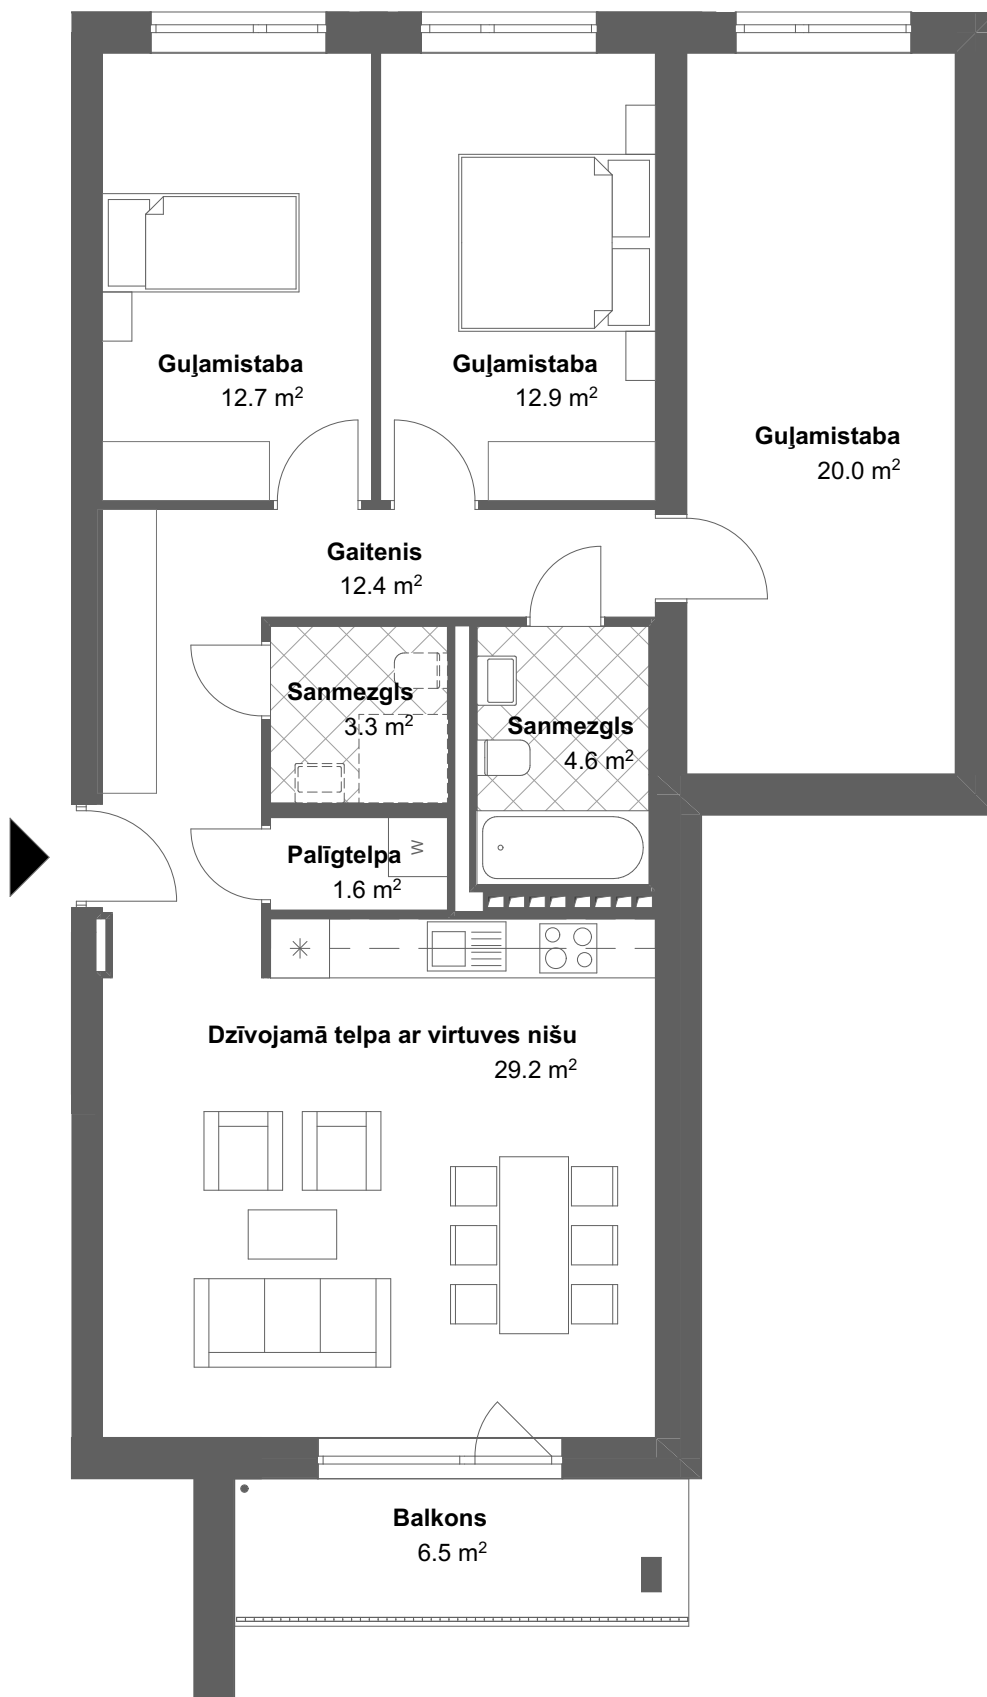 Guļamistaba
12.7 m²
Guļamistaba
12.9 m²
Guļamistaba
20.0 m²
Gaitenis
12.4 m²
Sanmezgls
3.3 m²
Sanmezgls
4.6 m²
Palīgtelpa
1.6 m²
W
Dzīvojamā telpa ar virtuves nišu
29.2 m²
Balkons
6.5 m²